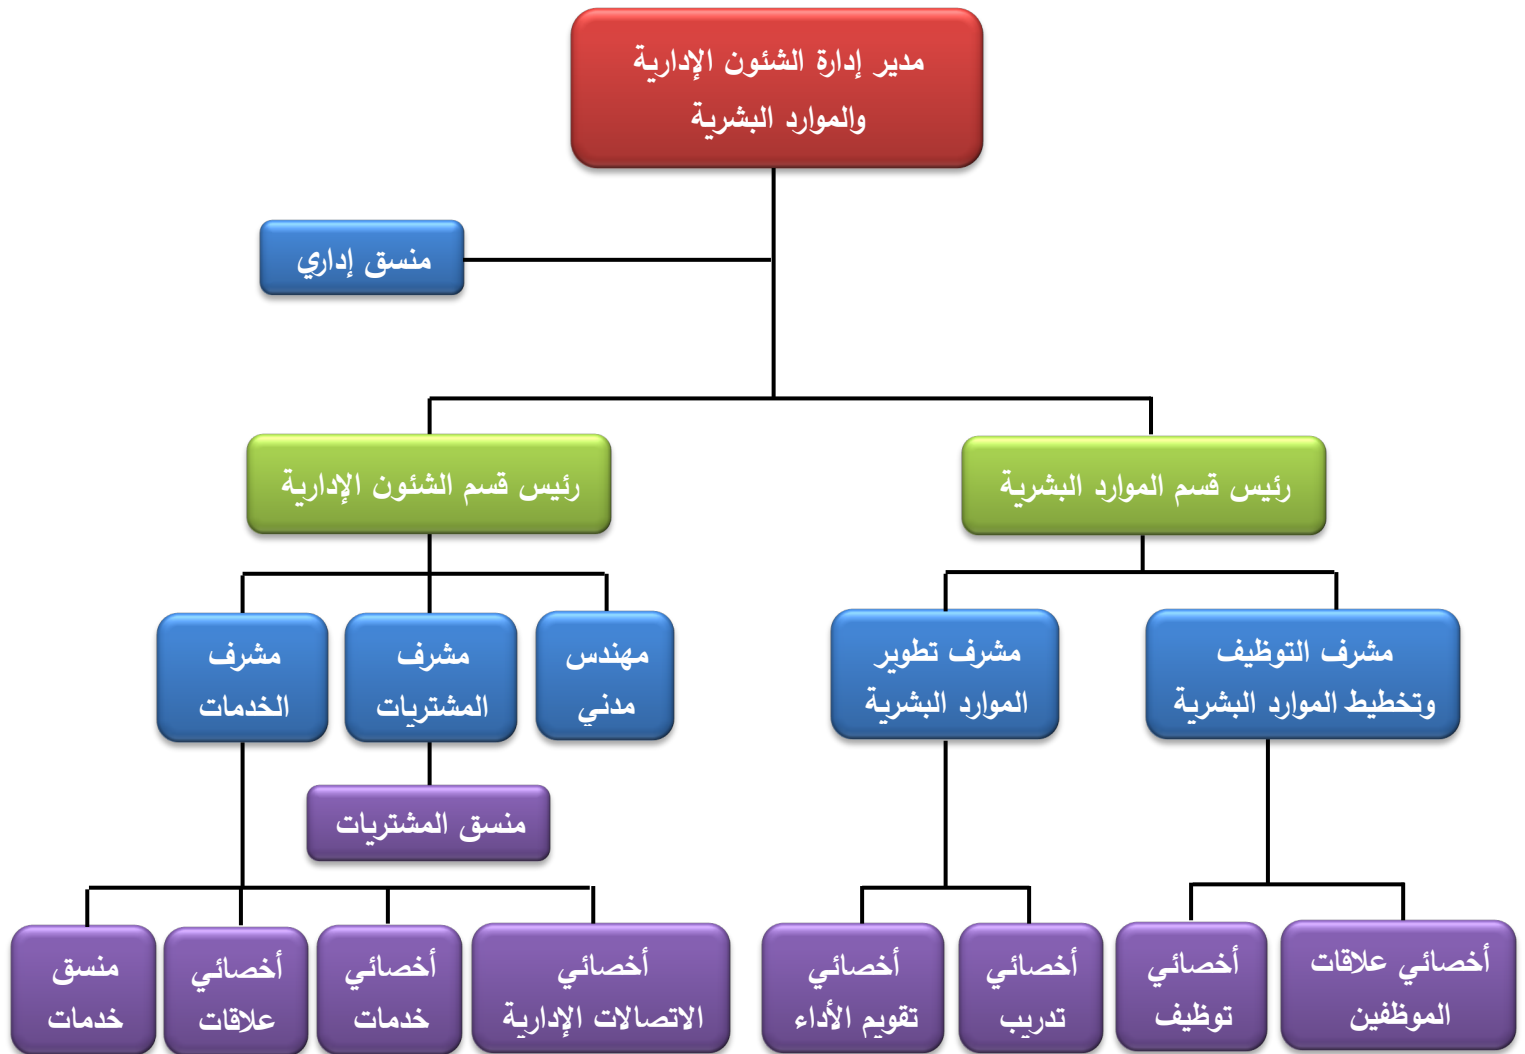 مدير إدارة الشئون الإدارية
والموارد البشرية
منسق إداري
رئيس قسم الموارد البشرية
رئيس قسم الشئون الإدارية
مشرف التوظيف
وتخطيط الموارد البشرية
مشرف تطوير
الموارد البشرية
مهندس
مدني
مشرف
المشتريات
مشرف
الخدمات
منسق المشتريات
أخصائي علاقات
الموظفين
أخصائي
توظيف
أخصائي
تدريب
أخصائي
تقويم الأداء
أخصائي
الاتصالات الإدارية
أخصائي
خدمات
أخصائي
علاقات
منسق
خدمات